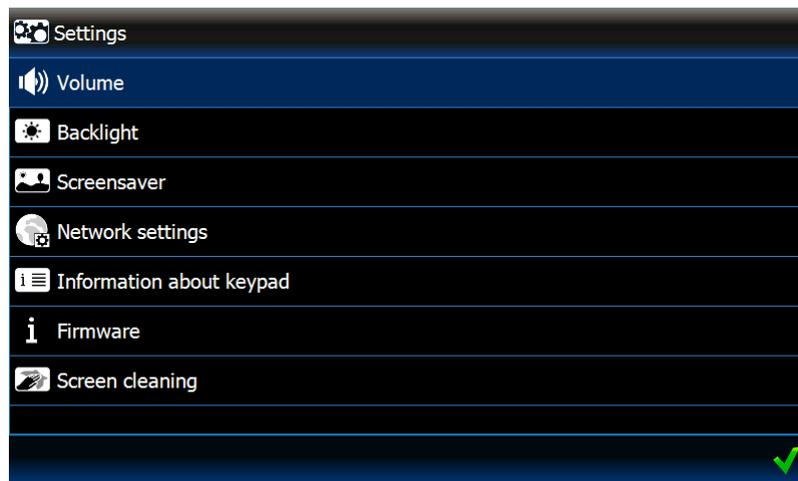 Settings
Volume
Backlight
Screensaver
Network settings
Information about keypad
Firmware
Screen cleaning